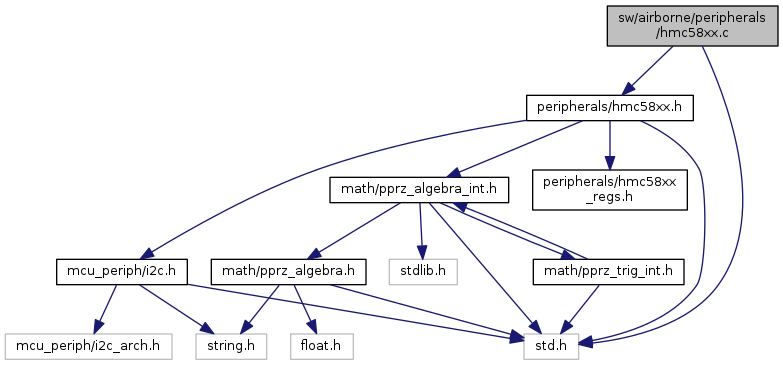 sw/airborne/peripherals
/hmc58xx.c
peripherals/hmc58xx.h
math/pprz_algebra_int.h
peripherals/hmc58xx
_regs.h
mcu_periph/i2c.h
math/pprz_algebra.h
stdlib.h
math/pprz_trig_int.h
mcu_periph/i2c_arch.h
string.h
float.h
std.h